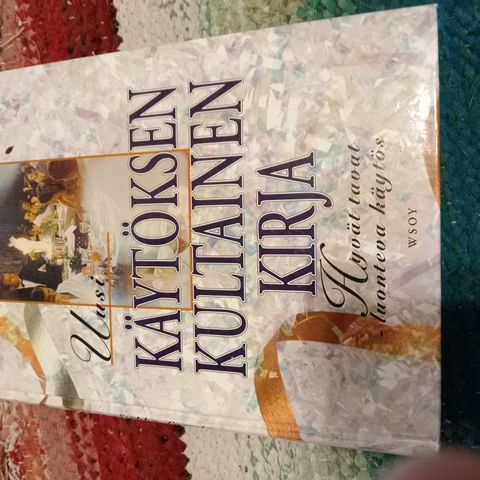 Uusi
KÄYTÖKSEN
KULTAINEN
KIRJA
Hyvät tavat
- luonteva käytös
WSOY